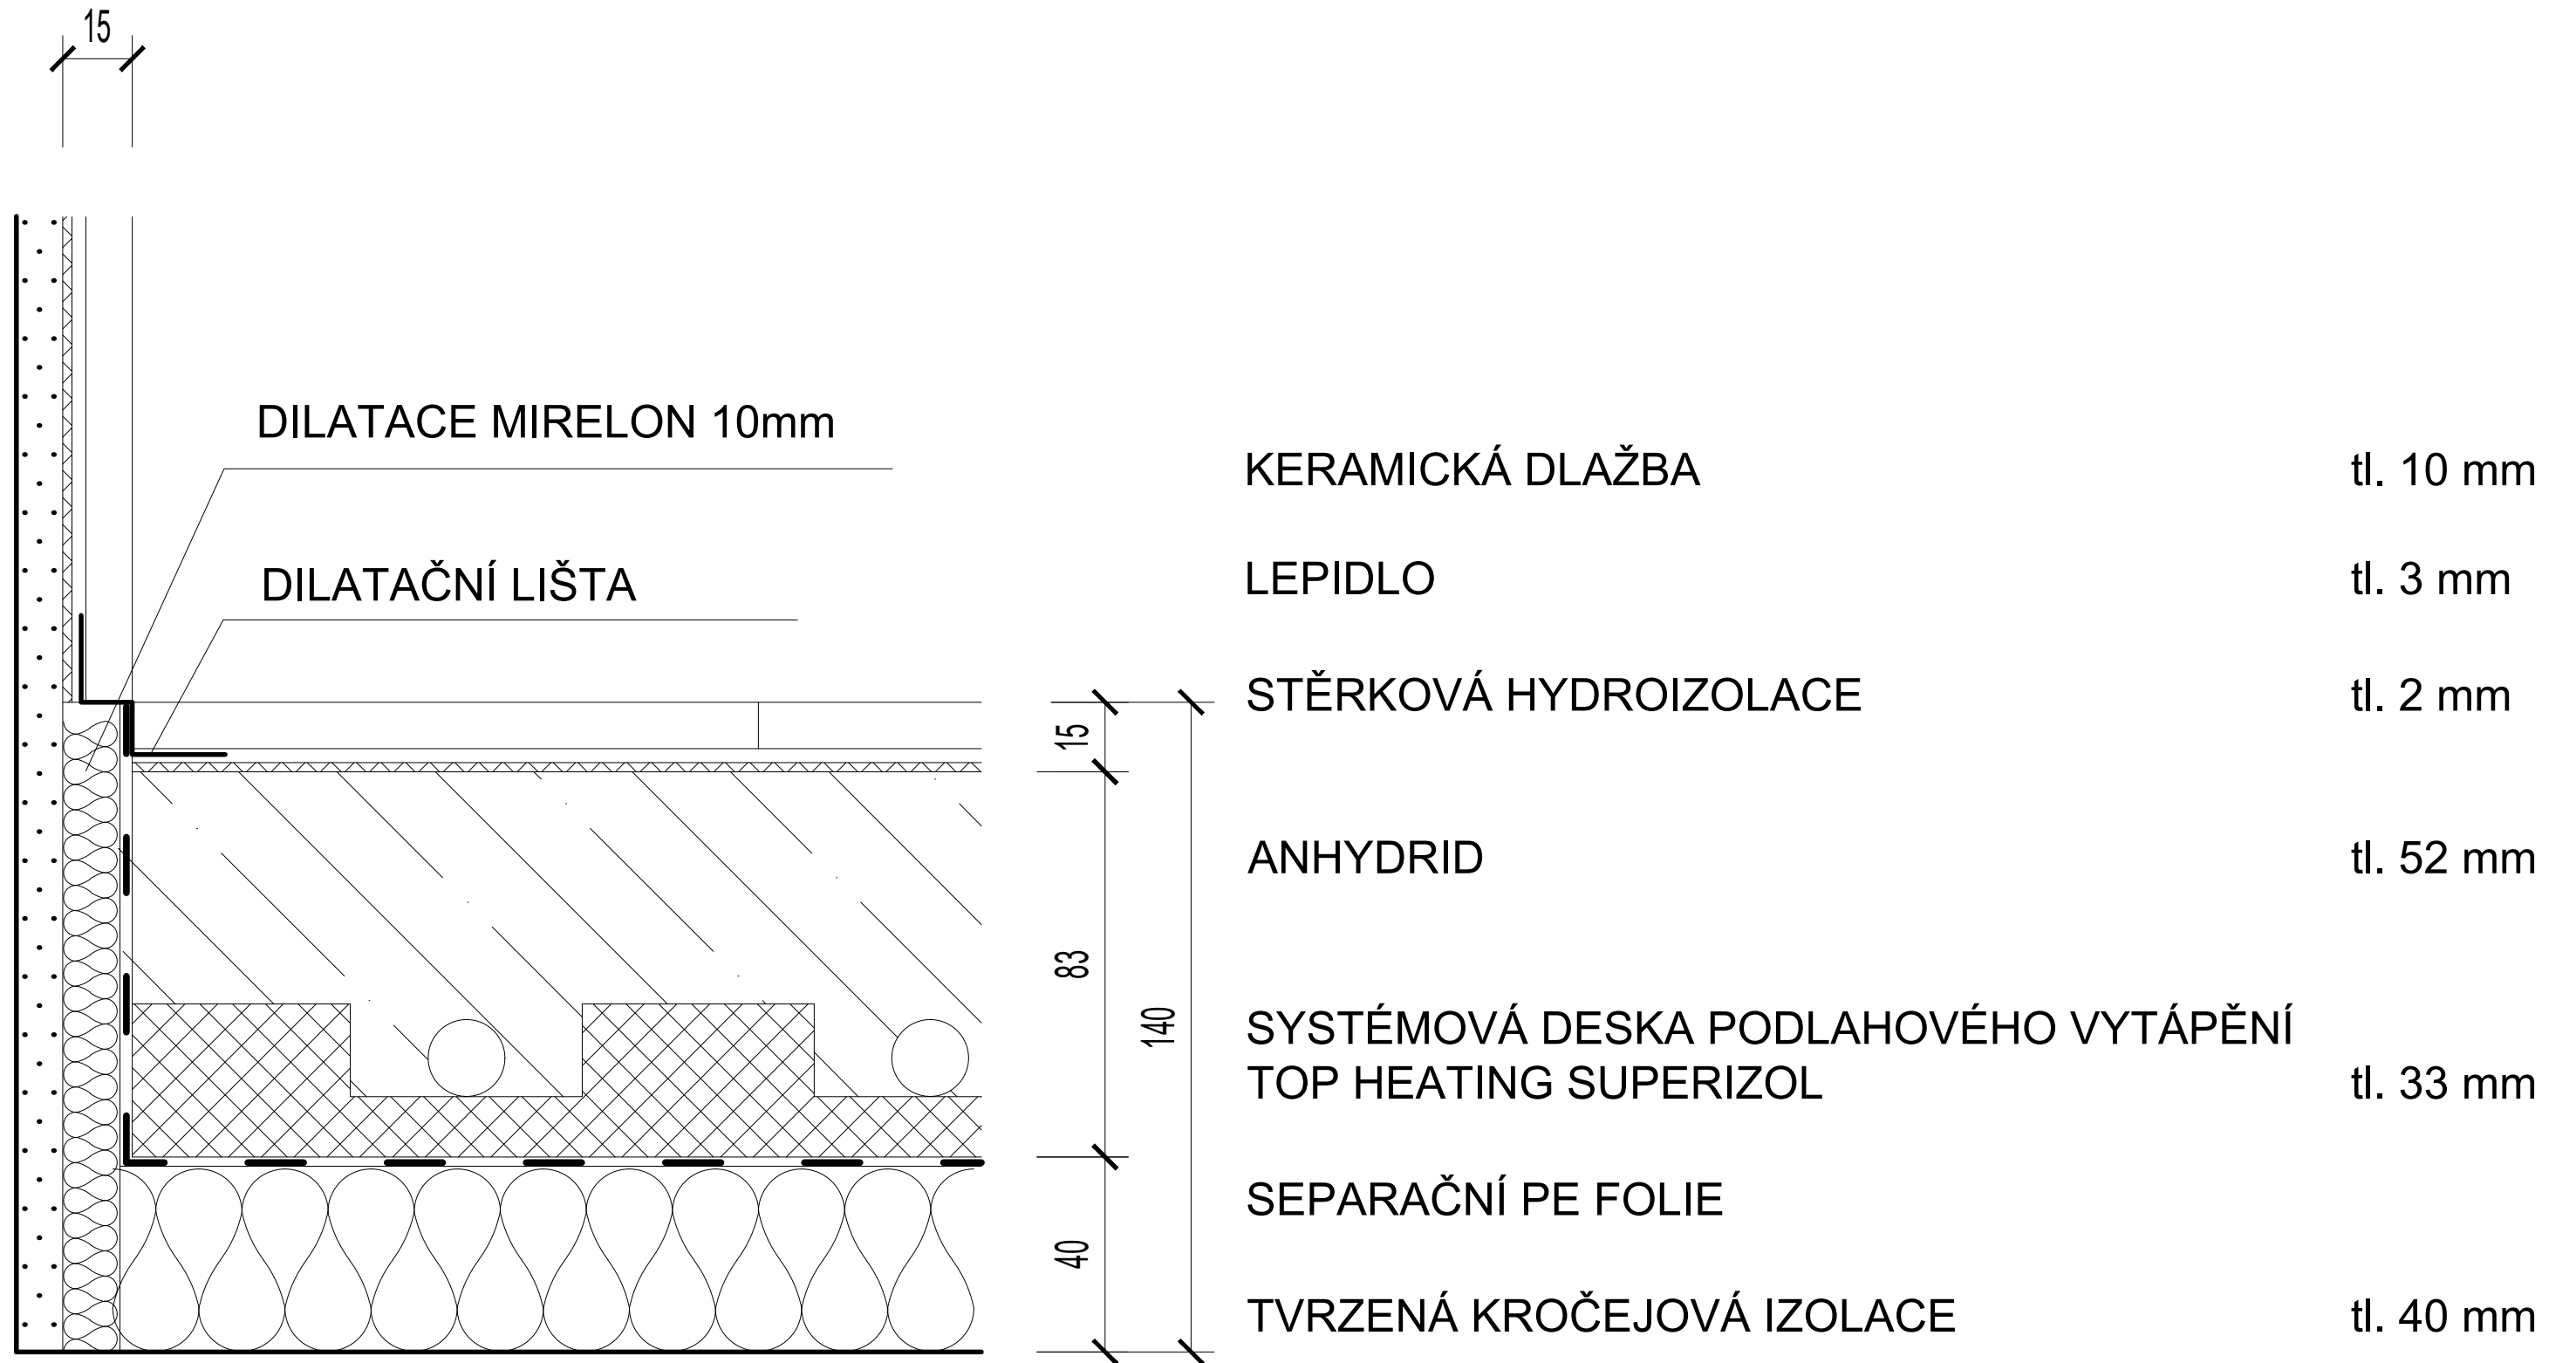 15
DILATACE MIRELON 10mm
DILATAČNÍ LIŠTA
KERAMICKÁ DLAŽBA tl. 10 mm
LEPIDLO tl. 3 mm
STĚRKOVÁ HYDROIZOLACE tl. 2 mm
15
ANHYDRID tl. 52 mm
83
140
SYSTÉMOVÁ DESKA PODLAHOVÉHO VYTÁPĚNÍ
TOP HEATING SUPERIZOL tl. 33 mm
SEPARAČNÍ PE FOLIE
40
TVRZENÁ KROČEJOVÁ IZOLACE tl. 40 mm